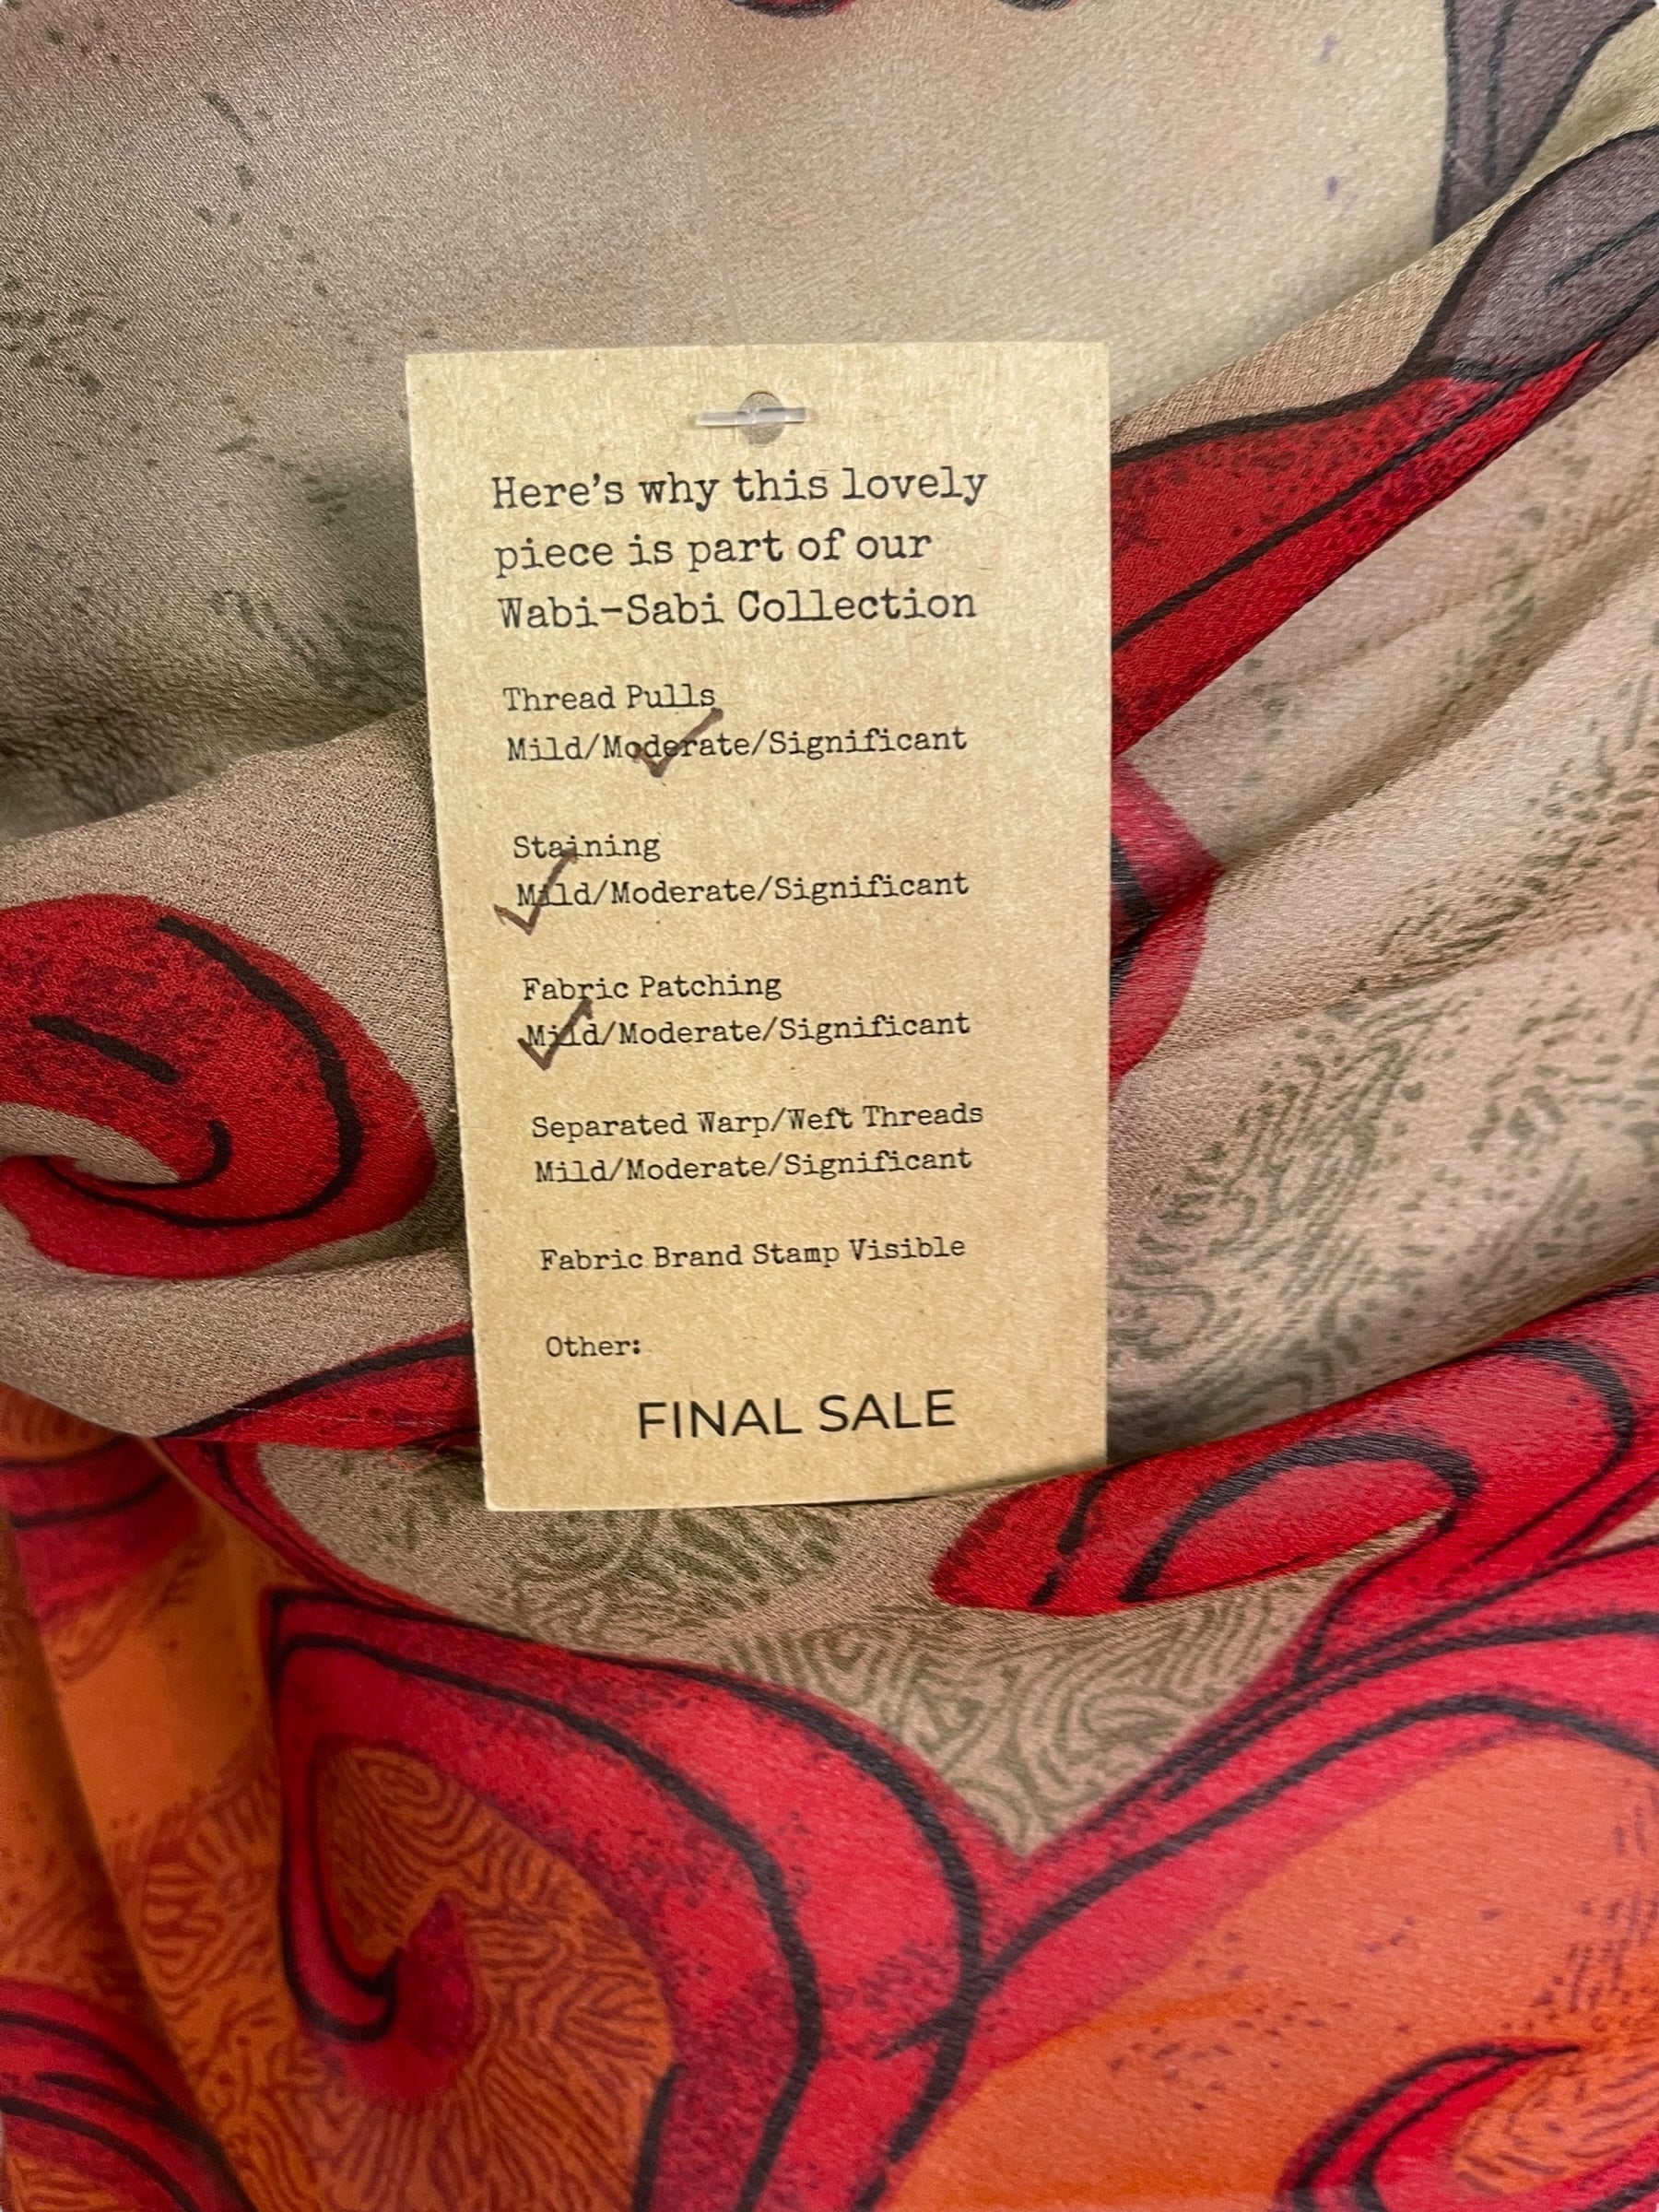 Here's why this lovely
piece is part of our
Wabi-Sabi Collection
Thread Pulls
Mild/Moderate/Significant
Staining
Mild/Moderate/Significant
Fabric Patching
Mild/Moderate/Significant
Separated Warp/Weft Threads
Mild/Moderate/Significant
Fabric Brand Stamp Visible
Other:
FINAL SALE